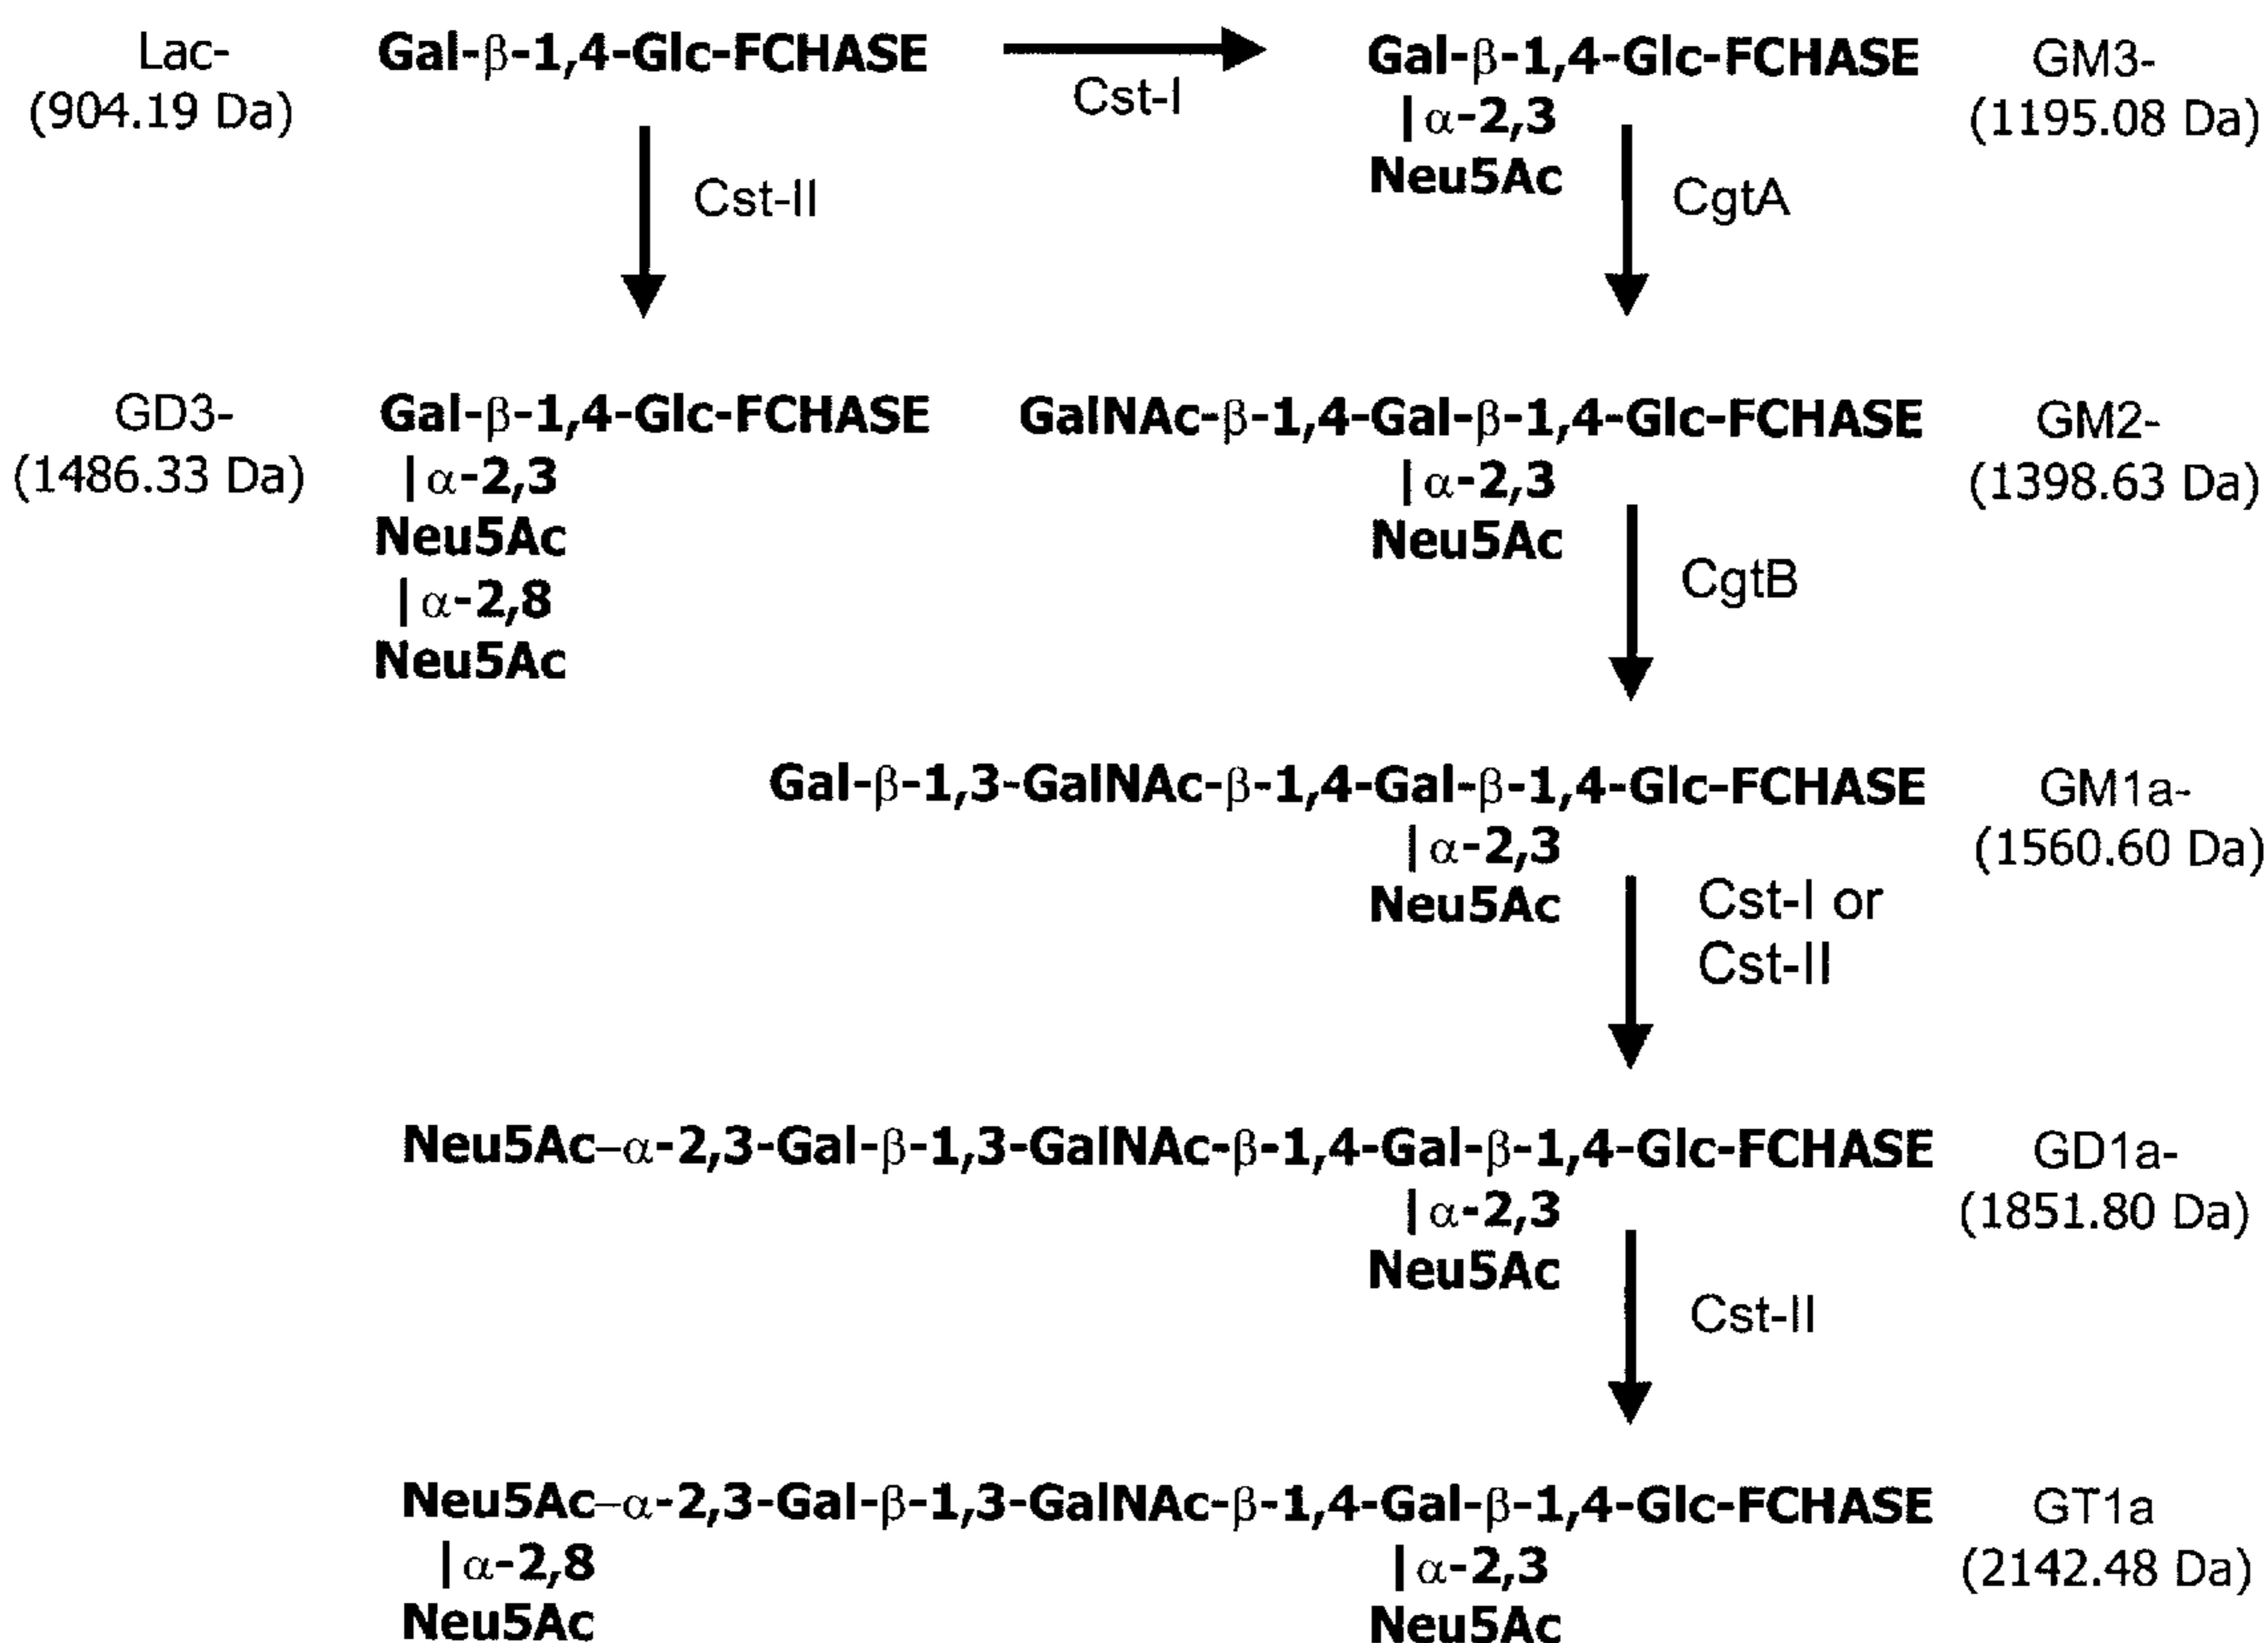 Lac- Gal-β-1,4-Glc-FCHASE Gal-β-1,4-Glc-FCHASE GM3-
(904.19 Da) Cst-I |α-2,3 (1195.08 Da)
Cst-II Neu5Ac CgtA
GD3- Gal-β-1,4-Glc-FCHASE GalNAc-β-1,4-Gal-β-1,4-Glc-FCHASE GM2-
(1486.33 Da) |α-2,3 |α-2,3 (1398.63 Da)
Neu5Ac Neu5Ac
|α-2,8 CgtB
Neu5Ac
Gal-β-1,3-GalNAc-β-1,4-Gal-β-1,4-Glc-FCHASE GM1a-
|α-2,3 (1560.60 Da)
Neu5Ac Cst-I or
Cst-II
Neu5Ac–α-2,3-Gal-β-1,3-GalNAc-β-1,4-Gal-β-1,4-Glc-FCHASE GD1a-
|α-2,3 (1851.80 Da)
Neu5Ac
Cst-II
Neu5Ac–α-2,3-Gal-β-1,3-GalNAc-β-1,4-Gal-β-1,4-Glc-FCHASE GT1a
|α-2,8 |α-2,3 (2142.48 Da)
Neu5Ac Neu5Ac